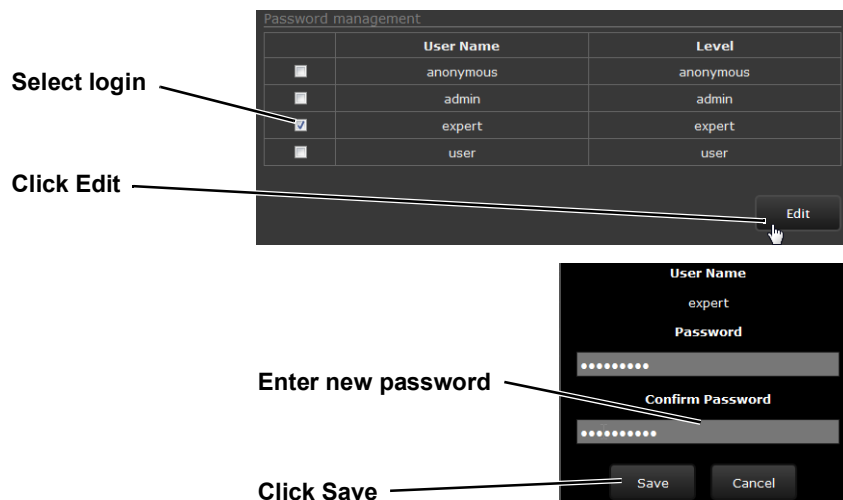 Password management
User Name Level
anonymous anonymous
Select login
admin admin
expert expert
user user
Click Edit
Edit
User Name
expert
Password
•••••••••
Enter new password
Confirm Password
••••••••••
Click Save
Save Cancel